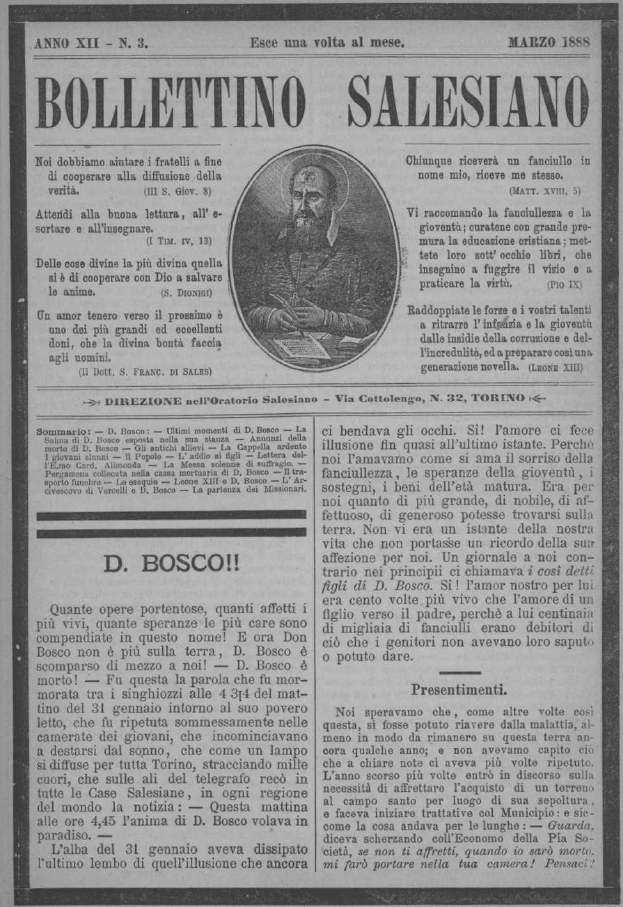 ANNO XII - N. 3.
Esce una volta al mese.
MARZO 1888
BOLLETTINO SALESIANO
Noi dobbiamo aiutare i fratelli a fine
di cooperare alla diffusione della
verità. (III S. Giov. 8)
Attendi alla buona lettura, all' e-
sortare e all'insegnare.
(I Tim. IV, 13)
Delle cose divine la più divina quella
si è di cooperare con Dio a salvare
le anime. (S. Dionigi)
Un amor tenero verso il prossimo è
uno dei più grandi ed eccellenti
doni, che la divina bontà faccia
agli uomini.
(Il Dott. S. Franc. di Sales)
Chiunque riceverà un fanciullo in
nome mio, riceve me stesso.
(Matt. XVIII, 5)
Vi raccomando la fanciullezza e la
gioventù; curatene con grande pre-
mura la educazione cristiana; met-
tete loro sott' occhio libri, che
insegnino a fuggire il vizio e a
praticare la virtù. (Pio IX)
Raddoppiate le forze e i vostri talenti
a ritrarre l' infanzia e la gioventù
dalle insidie della corruzione e del-
l'incredulità, ed a preparare così una
generazione novella. (Leone XIII)
DIREZIONE nell'Oratorio Salesiano - Via Cottolengo, N. 32, TORINO
Sommario: — D. Bosco: — Ultimi momenti di D. Bosco — La
Salma di D. Bosco esposta nella sua stanza — Annunzi della
morte di D. Bosco — Gli antichi allievi — La Cappella ardente
I giovani alunni — Il Popolo — L' addio ai figli — Lettera del-
l'E.mo Card. Alimonda — La Messa solenne di suffragio. —
Pergamena collocata nella cassa mortuaria di D. Bosco — Il tra-
sporto funebre — Le esequie — Leone XIII e D. Bosco — L' Ar-
civescovo di Vercelli e D. Bosco — La partenza dei Missionari.
D. BOSCO!!
Quante opere portentose, quanti affetti i
più vivi, quante speranze le più care sono
compendiate in questo nome! E ora Don
Bosco non è più sulla terra, D. Bosco è
scomparso di mezzo a noi! — D. Bosco è
morto! — Fu questa la parola che fu mor-
morata tra i singhiozzi alle 4 3|4 del mat-
tino del 31 gennaio intorno al suo povero
letto, che fu ripetuta sommessamente nelle
camerate dei giovani, che incominciavano
a destarsi dal sonno, che come un lampo
si diffuse per tutta Torino, stracciando mille
cuori, che sulle ali del telegrafo recò in
tutte le Case Salesiane, in ogni regione
del mondo la notizia: — Questa mattina
alle ore 4,45 l'anima di D. Bosco volava in
paradiso. —
L'alba del 31 gennaio aveva dissipato
l'ultimo lembo di quell'illusione che ancora
ci bendava gli occhi. Sì! l'amore ci fece
illusione fin quasi all'ultimo istante. Perchè
noi l'amavamo come si ama il sorriso della
fanciullezza, le speranze della gioventù, i
sostegni, i beni dell'età matura. Era per
noi quanto di più grande, di nobile, di af-
fettuoso, di generoso potesse trovarsi sulla
terra. Non vi era un istante della nostra
vita che non portasse un ricordo della sua
affezione per noi. Un giornale a noi con-
trario nei principii ci chiamava i così detti
figli di D. Bosco. Sì! l'amor nostro per lui
era cento volte più vivo che l'amore di un
figlio verso il padre, perchè a lui centinaia
di migliaia di fanciulli erano debitori di
ciò che i genitori non avevano loro saputo
o potuto dare.
Presentimenti.
Noi speravamo che, come altre volte così
questa, si fosse potuto riavere dalla malattia, al-
meno in modo da rimanere su questa terra an-
cora qualche anno; e non avevamo capito ciò
che a chiare note ci aveva più volte ripetuto.
L'anno scorso più volte entrò in discorso sulla
necessità di affrettare l'acquisto di un terreno
al campo santo per luogo di sua sepoltura,
e faceva iniziare trattative col Municipio: e sic-
come la cosa andava per le lunghe: — Guarda,
diceva scherzando coll'Economo della Pia So-
cietà, se non ti affretti, quando io sarò morto,
mi farò portare nella tua camera! Pensaci!